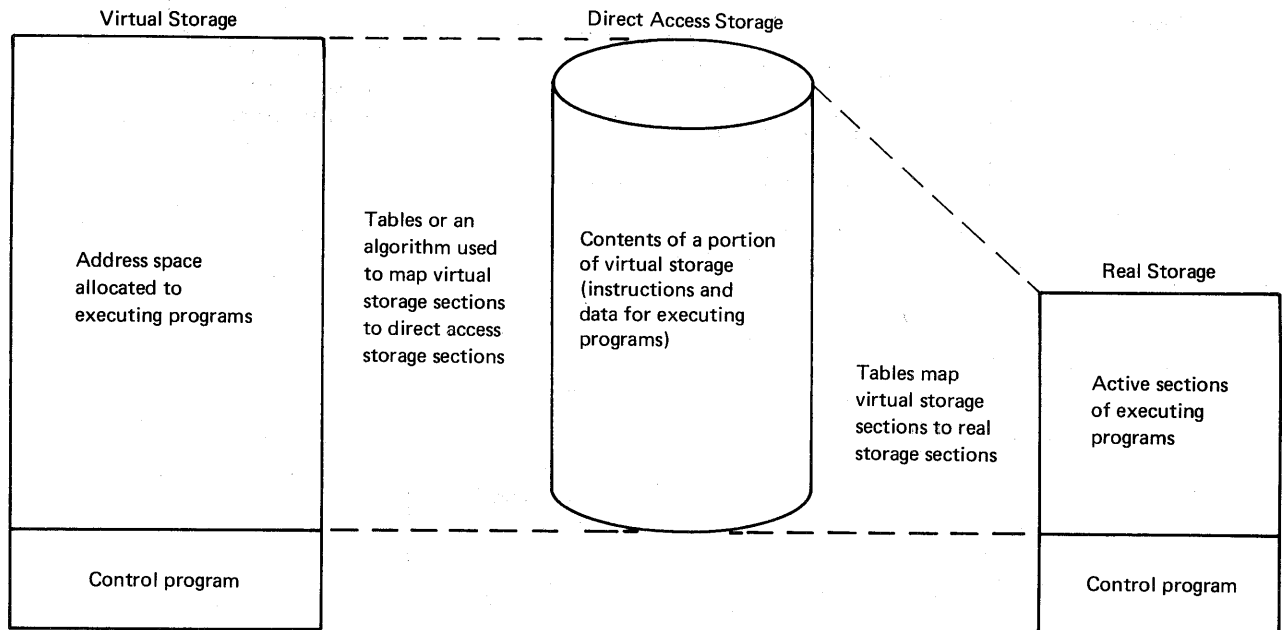 Virtual Storage
Direct Access Storage
Address space
allocated to
executing programs
Tables or an
algorithm used
to map virtual
storage sections
to direct access
storage sections
Contents of a portion
of virtual storage
(instructions and
data for executing
programs)
Real Storage
Tables map
virtual storage
sections to real
storage sections
Active sections
of executing
programs
Control program
Control program